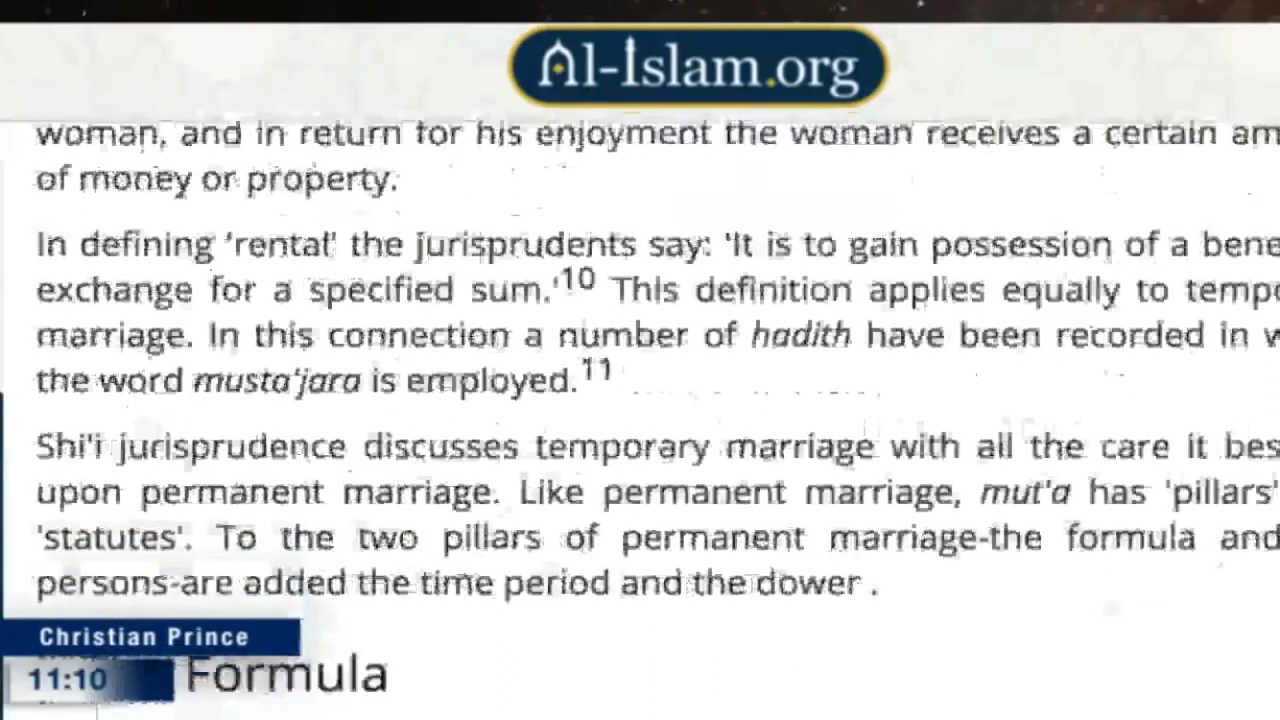 Al-Islam.org
woman, and in return for his enjoyment the woman receives a certain am
of money or property.
In defining 'rental' the jurisprudents say: 'It is to gain possession of a bene
exchange for a specified sum.'10 This definition applies equally to tempo
marriage. In this connection a number of hadith have been recorded in w
the word musta'jara is employed.11
Shi'i jurisprudence discusses temporary marriage with all the care it bes
upon permanent marriage. Like permanent marriage, mut'a has 'pillars'
'statutes'. To the two pillars of permanent marriage-the formula and
persons-are added the time period and the dower .
Christian Prince
11:10
Formula